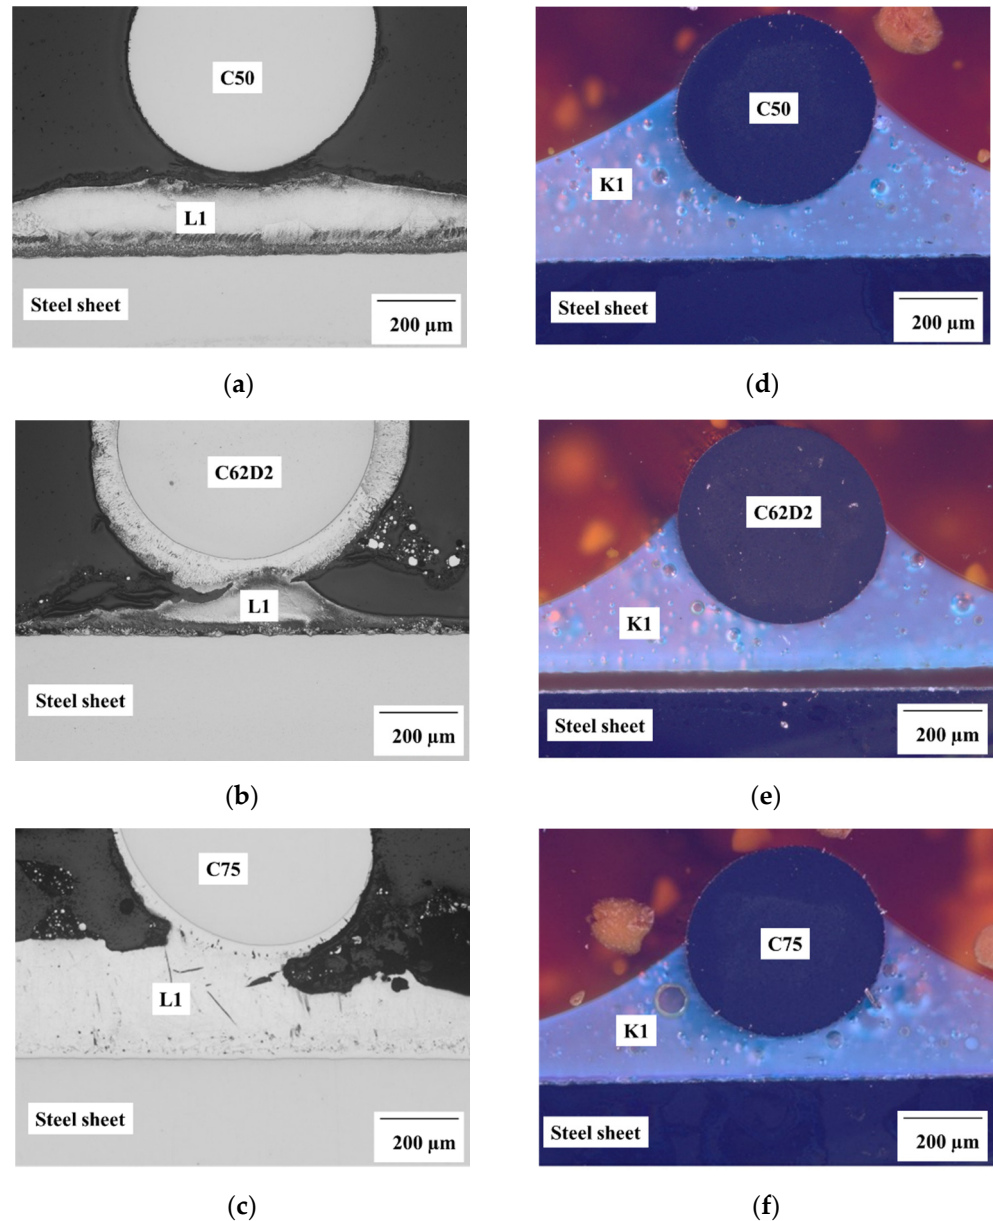 C50
L1
Steel sheet
200 µm
(a)
C50
K1
Steel sheet
200 µm
(d)
C62D2
L1
Steel sheet
200 µm
(b)
C62D2
K1
Steel sheet
200 µm
(e)
C75
L1
Steel sheet
200 µm
(c)
C75
K1
Steel sheet
200 µm
(f)